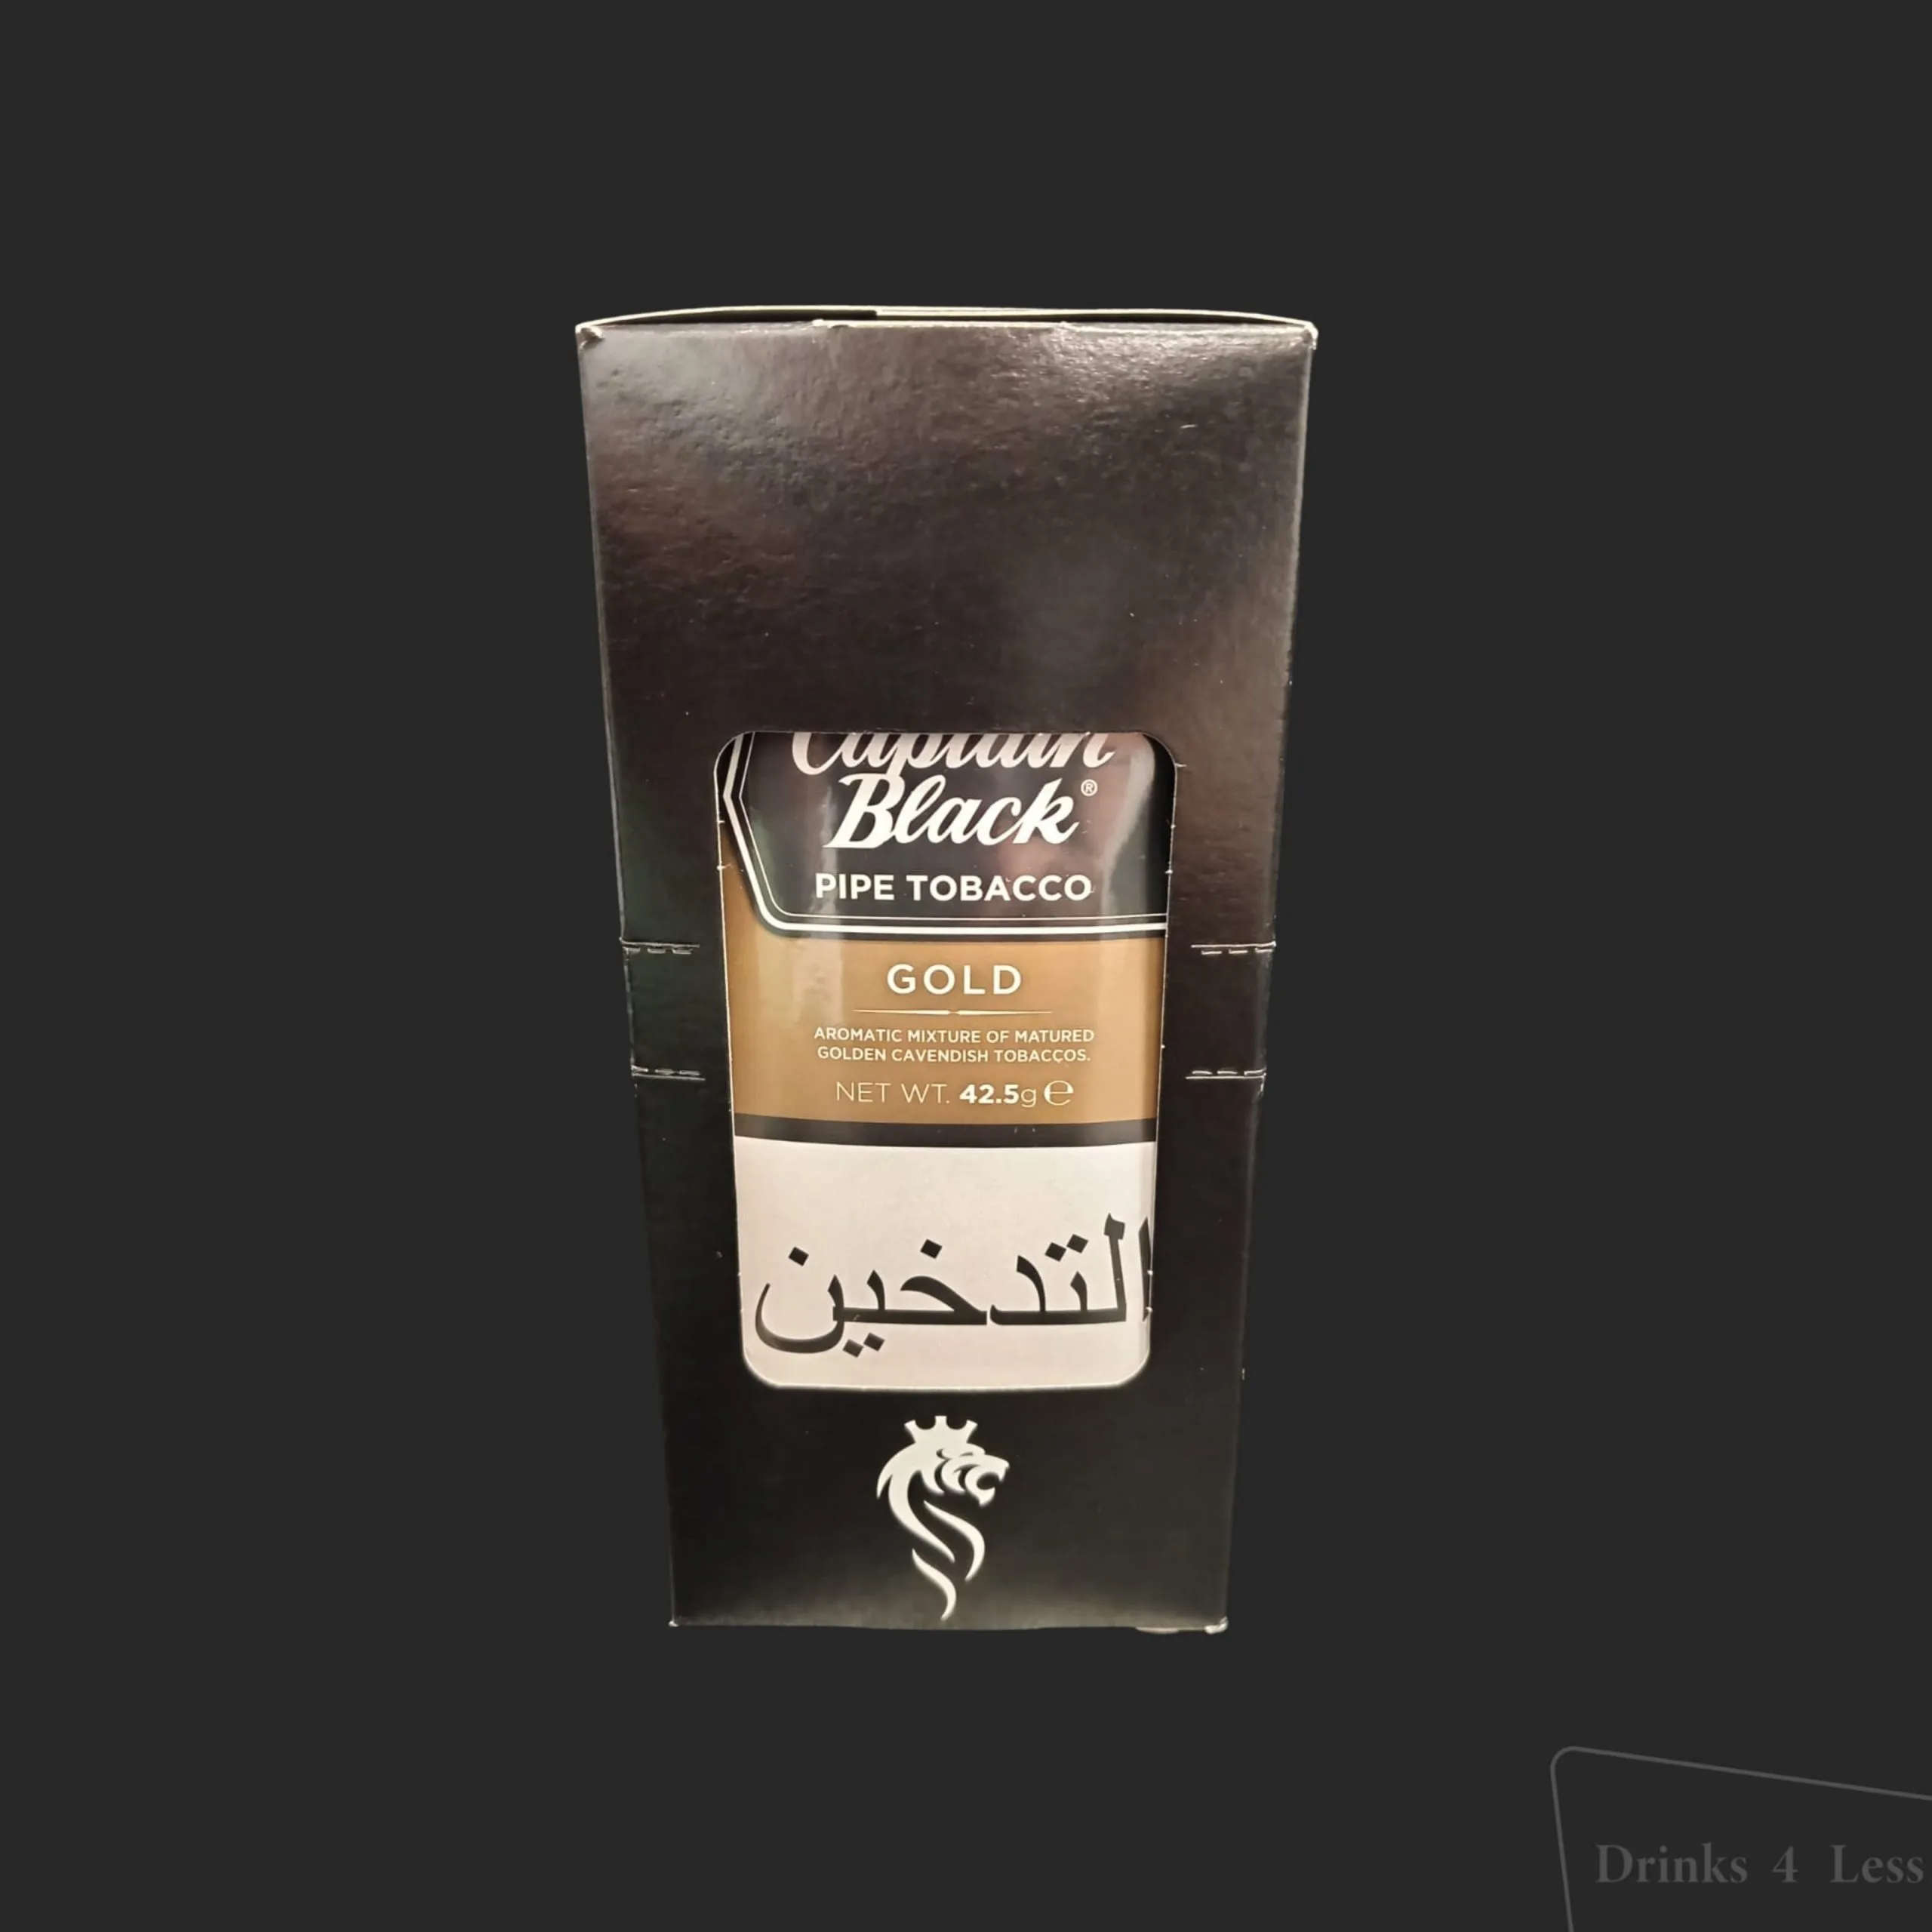 Captain
Black®
PIPE TOBACCO
GOLD
AROMATIC MIXTURE OF MATURED
GOLDEN CAVENDISH TOBACCOS.
NET WT. 42.5g ℮
التدخين
Drinks 4 Less